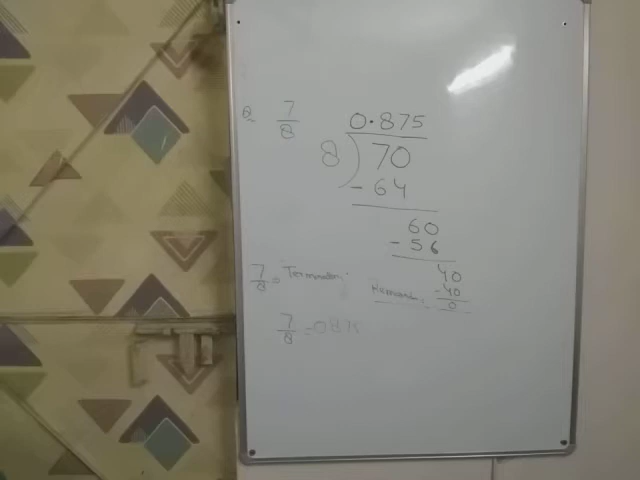 Q 7/8
0.875
8 ) 70
- 64
60
- 56
40
- 40
0
7/8 = Terminating
7/8 = 0.875